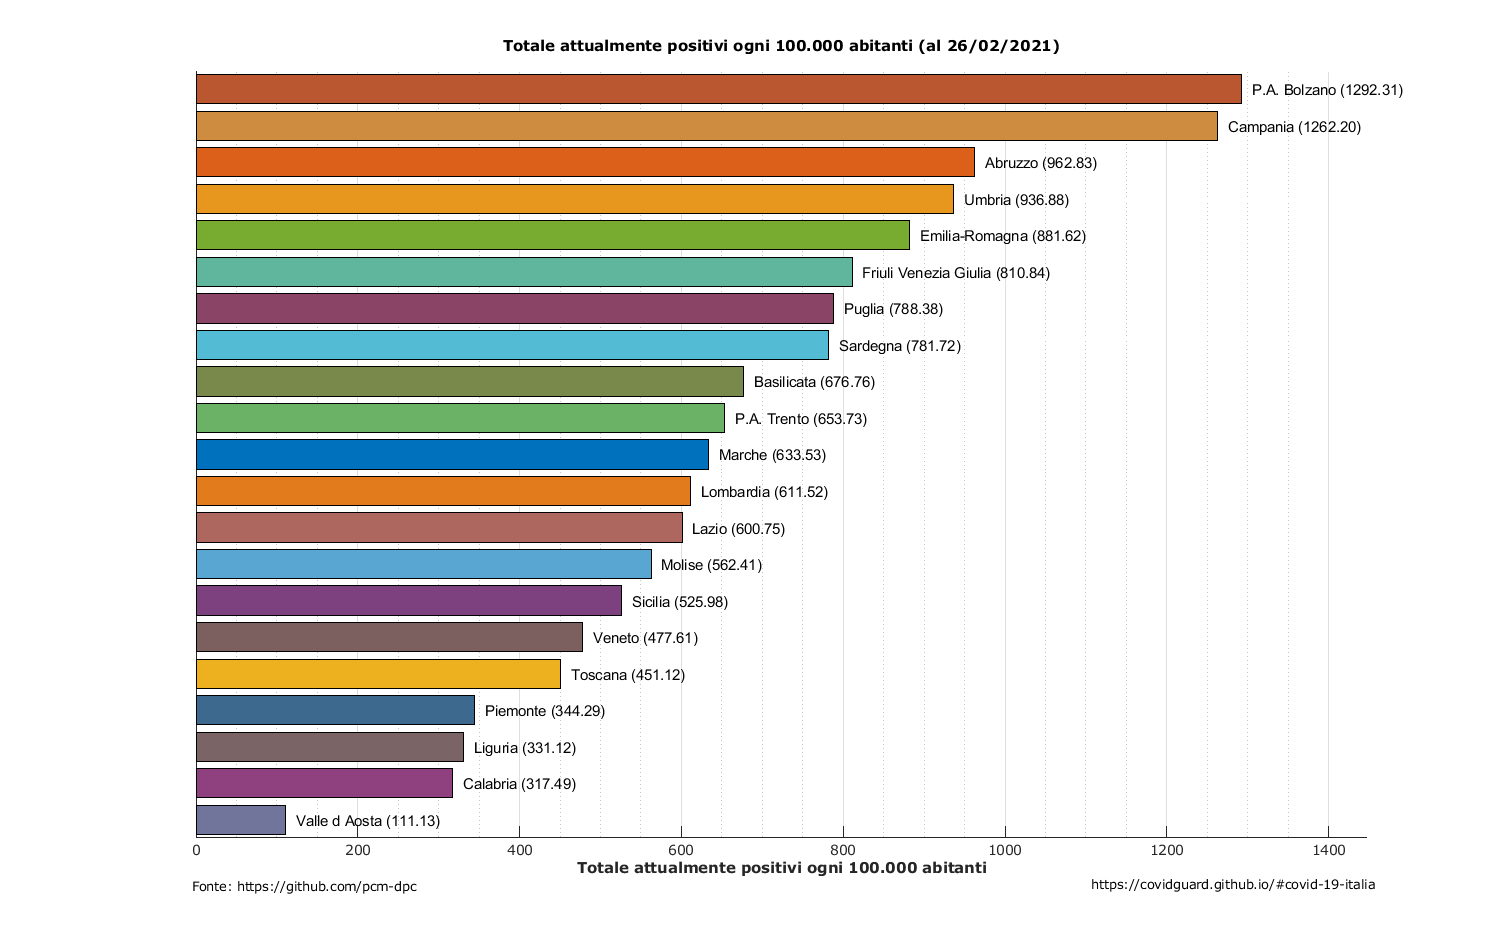 Totale attualmente positivi ogni 100.000 abitanti (al 26/02/2021)
P.A. Bolzano (1292.31)
Campania (1262.20)
Abruzzo (962.83)
Umbria (936.88)
Emilia-Romagna (881.62)
Friuli Venezia Giulia (810.84)
Puglia (788.38)
Sardegna (781.72)
Basilicata (676.76)
P.A. Trento (653.73)
Marche (633.53)
Lombardia (611.52)
Lazio (600.75)
Molise (562.41)
Sicilia (525.98)
Veneto (477.61)
Toscana (451.12)
Piemonte (344.29)
Liguria (331.12)
Calabria (317.49)
Valle d Aosta (111.13)
0 200 400 600 800 1000 1200 1400
Totale attualmente positivi ogni 100.000 abitanti
Fonte: https://github.com/pcm-dpc
https://covidguard.github.io/#covid-19-italia